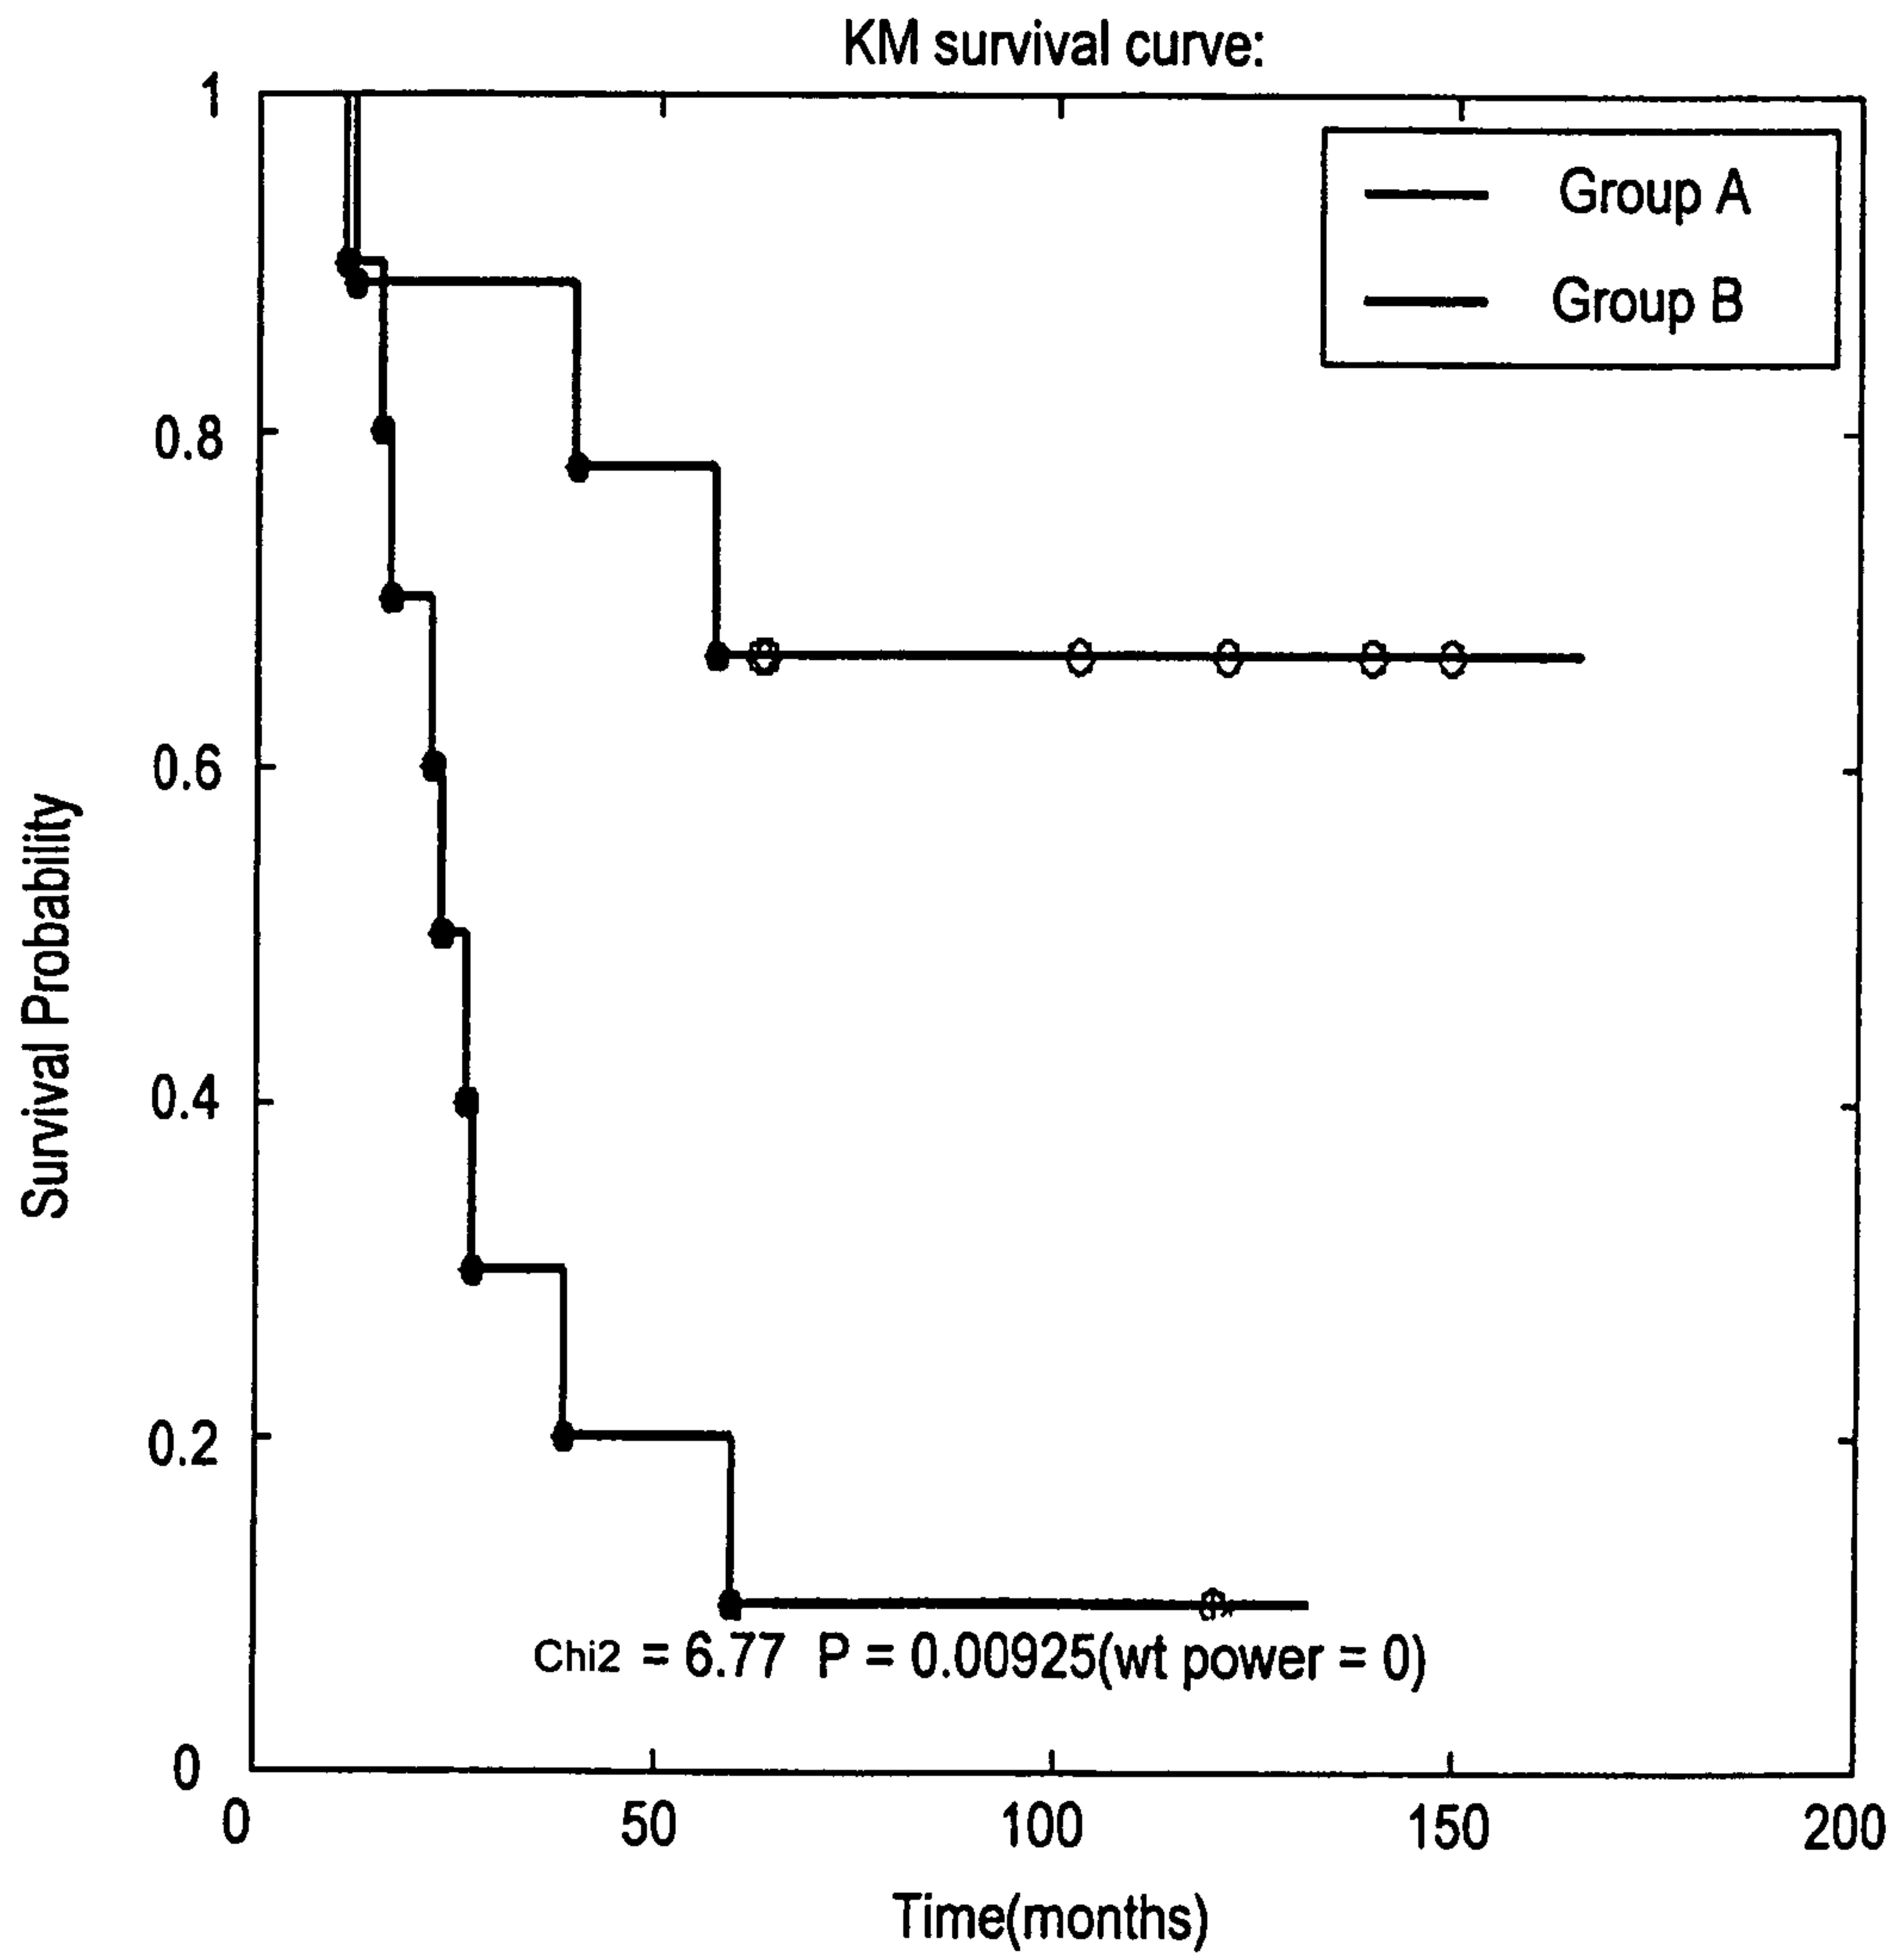 KM survival curve:
1
Group A
Group B
0.8
0.6
0.4
0.2
0
Survival Probability
Chi2 = 6.77 P = 0.00925(wt power = 0)
0 50 100 150 200
Time(months)